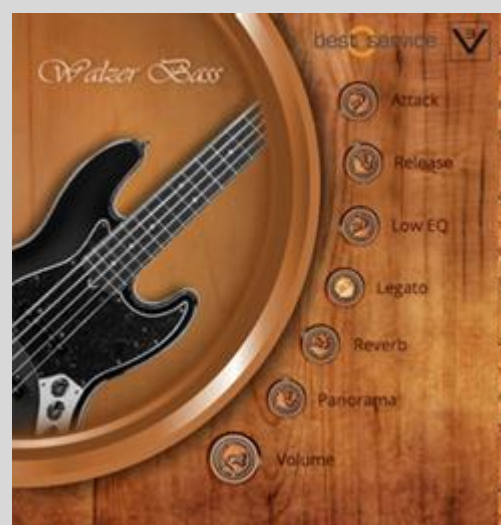 best service
Walzer Bass
Attack
Release
Low EQ
Legato
Reverb
Panorama
Volume